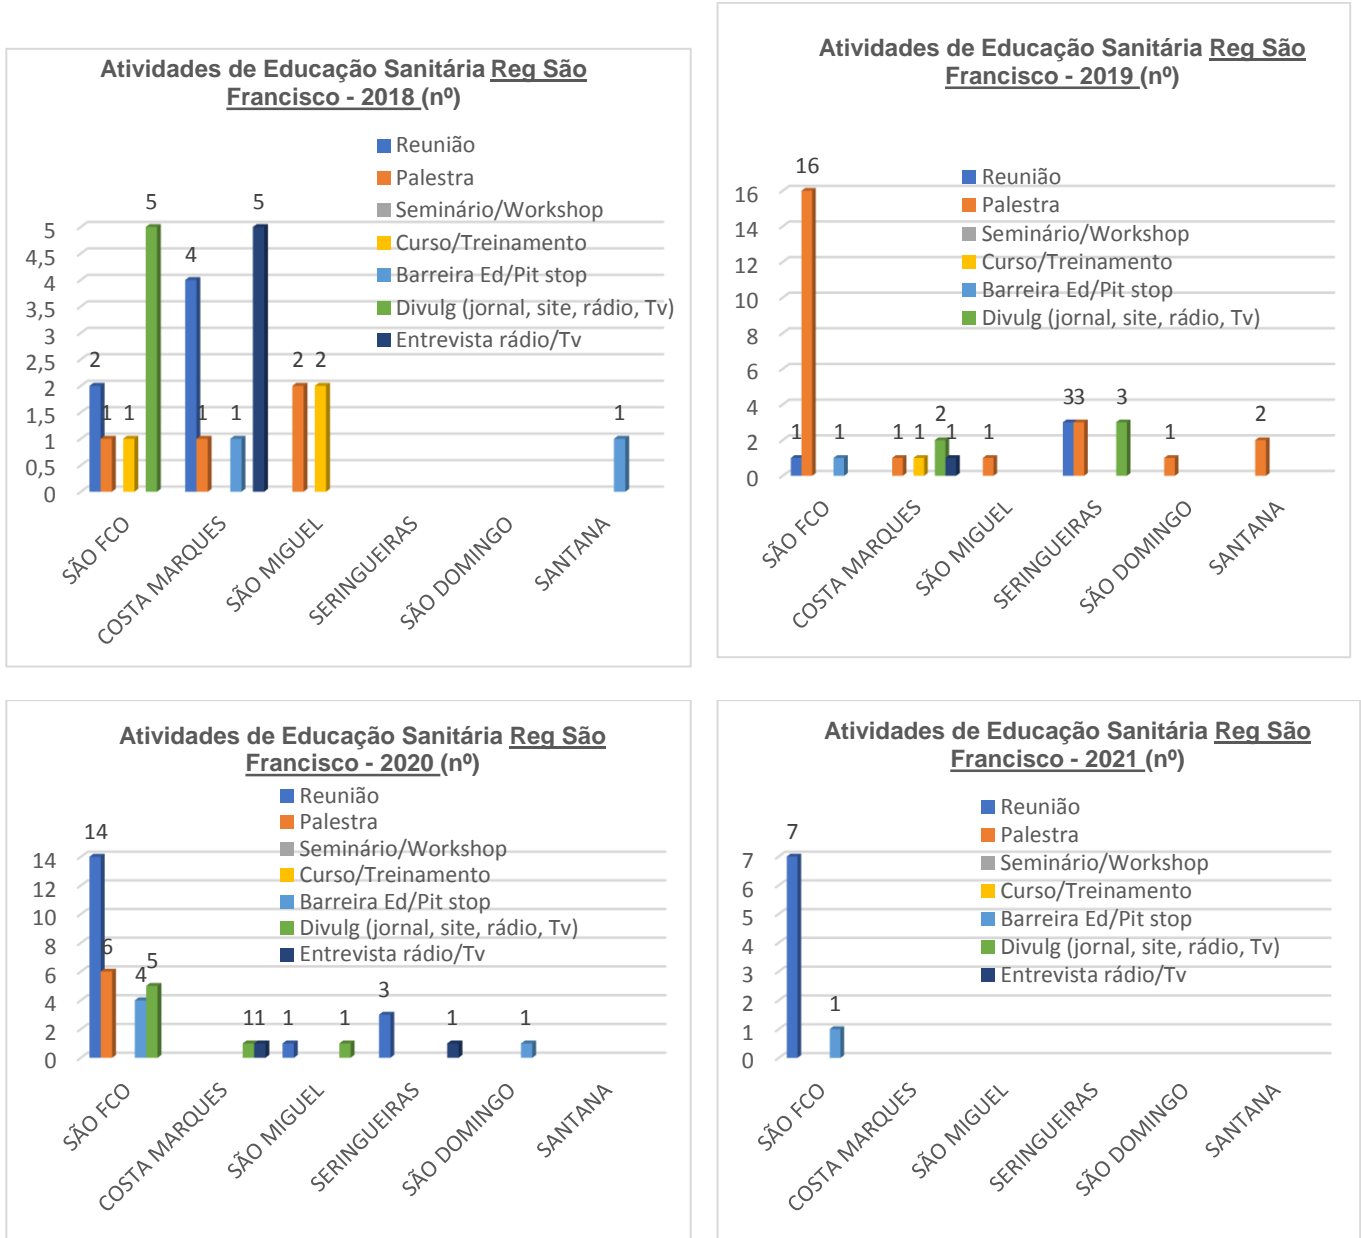 Atividades de Educação Sanitária Reg São
Francisco - 2018 (nº)
Reunião
Palestra
Seminário/Workshop
Curso/Treinamento
Barreira Ed/Pit stop
Divulg (jornal, site, rádio, Tv)
Entrevista rádio/Tv
5
4,5
4
3,5
3
2,5
2
1,5
1
0,5
0
2
1
1
5
4
1
1
5
2
2
1
SÃO FCO
COSTA MARQUES
SÃO MIGUEL
SERINGUEIRAS
SÃO DOMINGO
SANTANA
Atividades de Educação Sanitária Reg São
Francisco - 2019 (nº)
Reunião
Palestra
Seminário/Workshop
Curso/Treinamento
Barreira Ed/Pit stop
Divulg (jornal, site, rádio, Tv)
16
14
12
10
8
6
4
2
0
1
16
1
1
1
2
1
1
33
3
1
2
SÃO FCO
COSTA MARQUES
SÃO MIGUEL
SERINGUEIRAS
SÃO DOMINGO
SANTANA
Atividades de Educação Sanitária Reg São
Francisco - 2020 (nº)
Reunião
Palestra
Seminário/Workshop
Curso/Treinamento
Barreira Ed/Pit stop
Divulg (jornal, site, rádio, Tv)
Entrevista rádio/Tv
14
12
10
8
6
4
2
0
14
6
4
5
11
1
1
3
1
1
SÃO FCO
COSTA MARQUES
SÃO MIGUEL
SERINGUEIRAS
SÃO DOMINGO
SANTANA
Atividades de Educação Sanitária Reg São
Francisco - 2021 (nº)
Reunião
Palestra
Seminário/Workshop
Curso/Treinamento
Barreira Ed/Pit stop
Divulg (jornal, site, rádio, Tv)
Entrevista rádio/Tv
7
6
5
4
3
2
1
0
7
1
SÃO FCO
COSTA MARQUES
SÃO MIGUEL
SERINGUEIRAS
SÃO DOMINGO
SANTANA